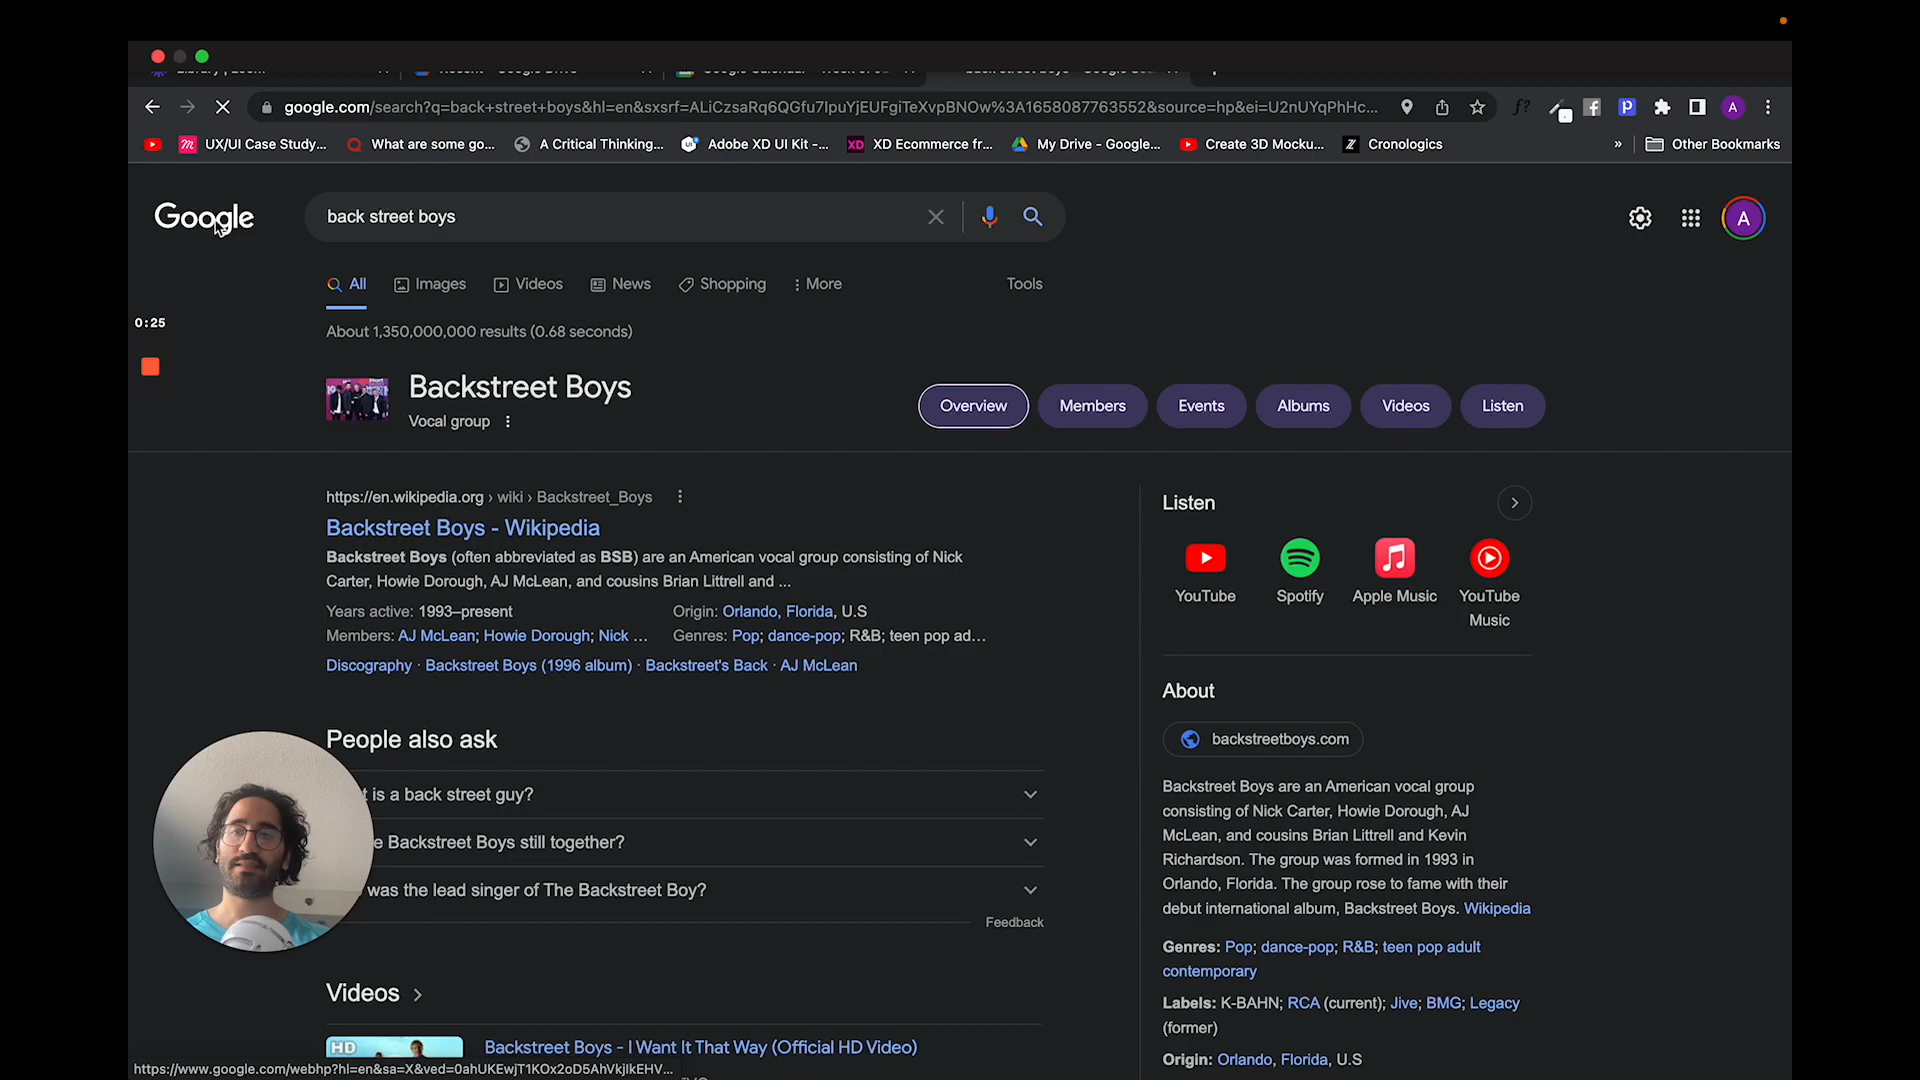 google.com/search?q=back+street+boys&hl=en&sxsrf=ALiCzsaRq6QGfu7IpuYjEUFgiTeXvpBNOw%3A1658087763552&source=hp&ei=U2nUYqPhHc...
UX/UI Case Study...
What are some go...
A Critical Thinking...
Adobe XD UI Kit -...
XD XD Ecommerce fr...
My Drive - Google...
Create 3D Mocku...
Z Cronologics
»
Other Bookmarks
Google
back street boys
A
All
Images
Videos
News
Shopping
More
Tools
0:25
About 1,350,000,000 results (0.68 seconds)
Backstreet Boys
Vocal group
Overview
Members
Events
Albums
Videos
Listen
https://en.wikipedia.org › wiki › Backstreet_Boys
Backstreet Boys - Wikipedia
Backstreet Boys (often abbreviated as BSB) are an American vocal group consisting of Nick
Carter, Howie Dorough, AJ McLean, and cousins Brian Littrell and ...
Years active: 1993–present
Origin: Orlando, Florida, U.S
Members: AJ McLean; Howie Dorough; Nick ...
Genres: Pop; dance-pop; R&B; teen pop ad...
Discography · Backstreet Boys (1996 album) · Backstreet's Back · AJ McLean
People also ask
is a back street guy?
Backstreet Boys still together?
was the lead singer of The Backstreet Boy?
Feedback
Videos
HD
Backstreet Boys - I Want It That Way (Official HD Video)
https://www.google.com/webhp?hl=en&sa=X&ved=0ahUKEwjT1KOx2oD5AhVkjIkEHV...
Listen
YouTube
Spotify
Apple Music
YouTube
Music
About
backstreetboys.com
Backstreet Boys are an American vocal group
consisting of Nick Carter, Howie Dorough, AJ
McLean, and cousins Brian Littrell and Kevin
Richardson. The group was formed in 1993 in
Orlando, Florida. The group rose to fame with their
debut international album, Backstreet Boys. Wikipedia
Genres: Pop; dance-pop; R&B; teen pop adult
contemporary
Labels: K-BAHN; RCA (current); Jive; BMG; Legacy
(former)
Origin: Orlando, Florida, U.S